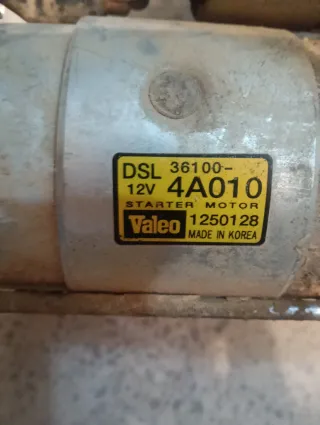 DSL 36100-
12V 4A010
STARTER MOTOR
Valeo 1250128
MADE IN KOREA